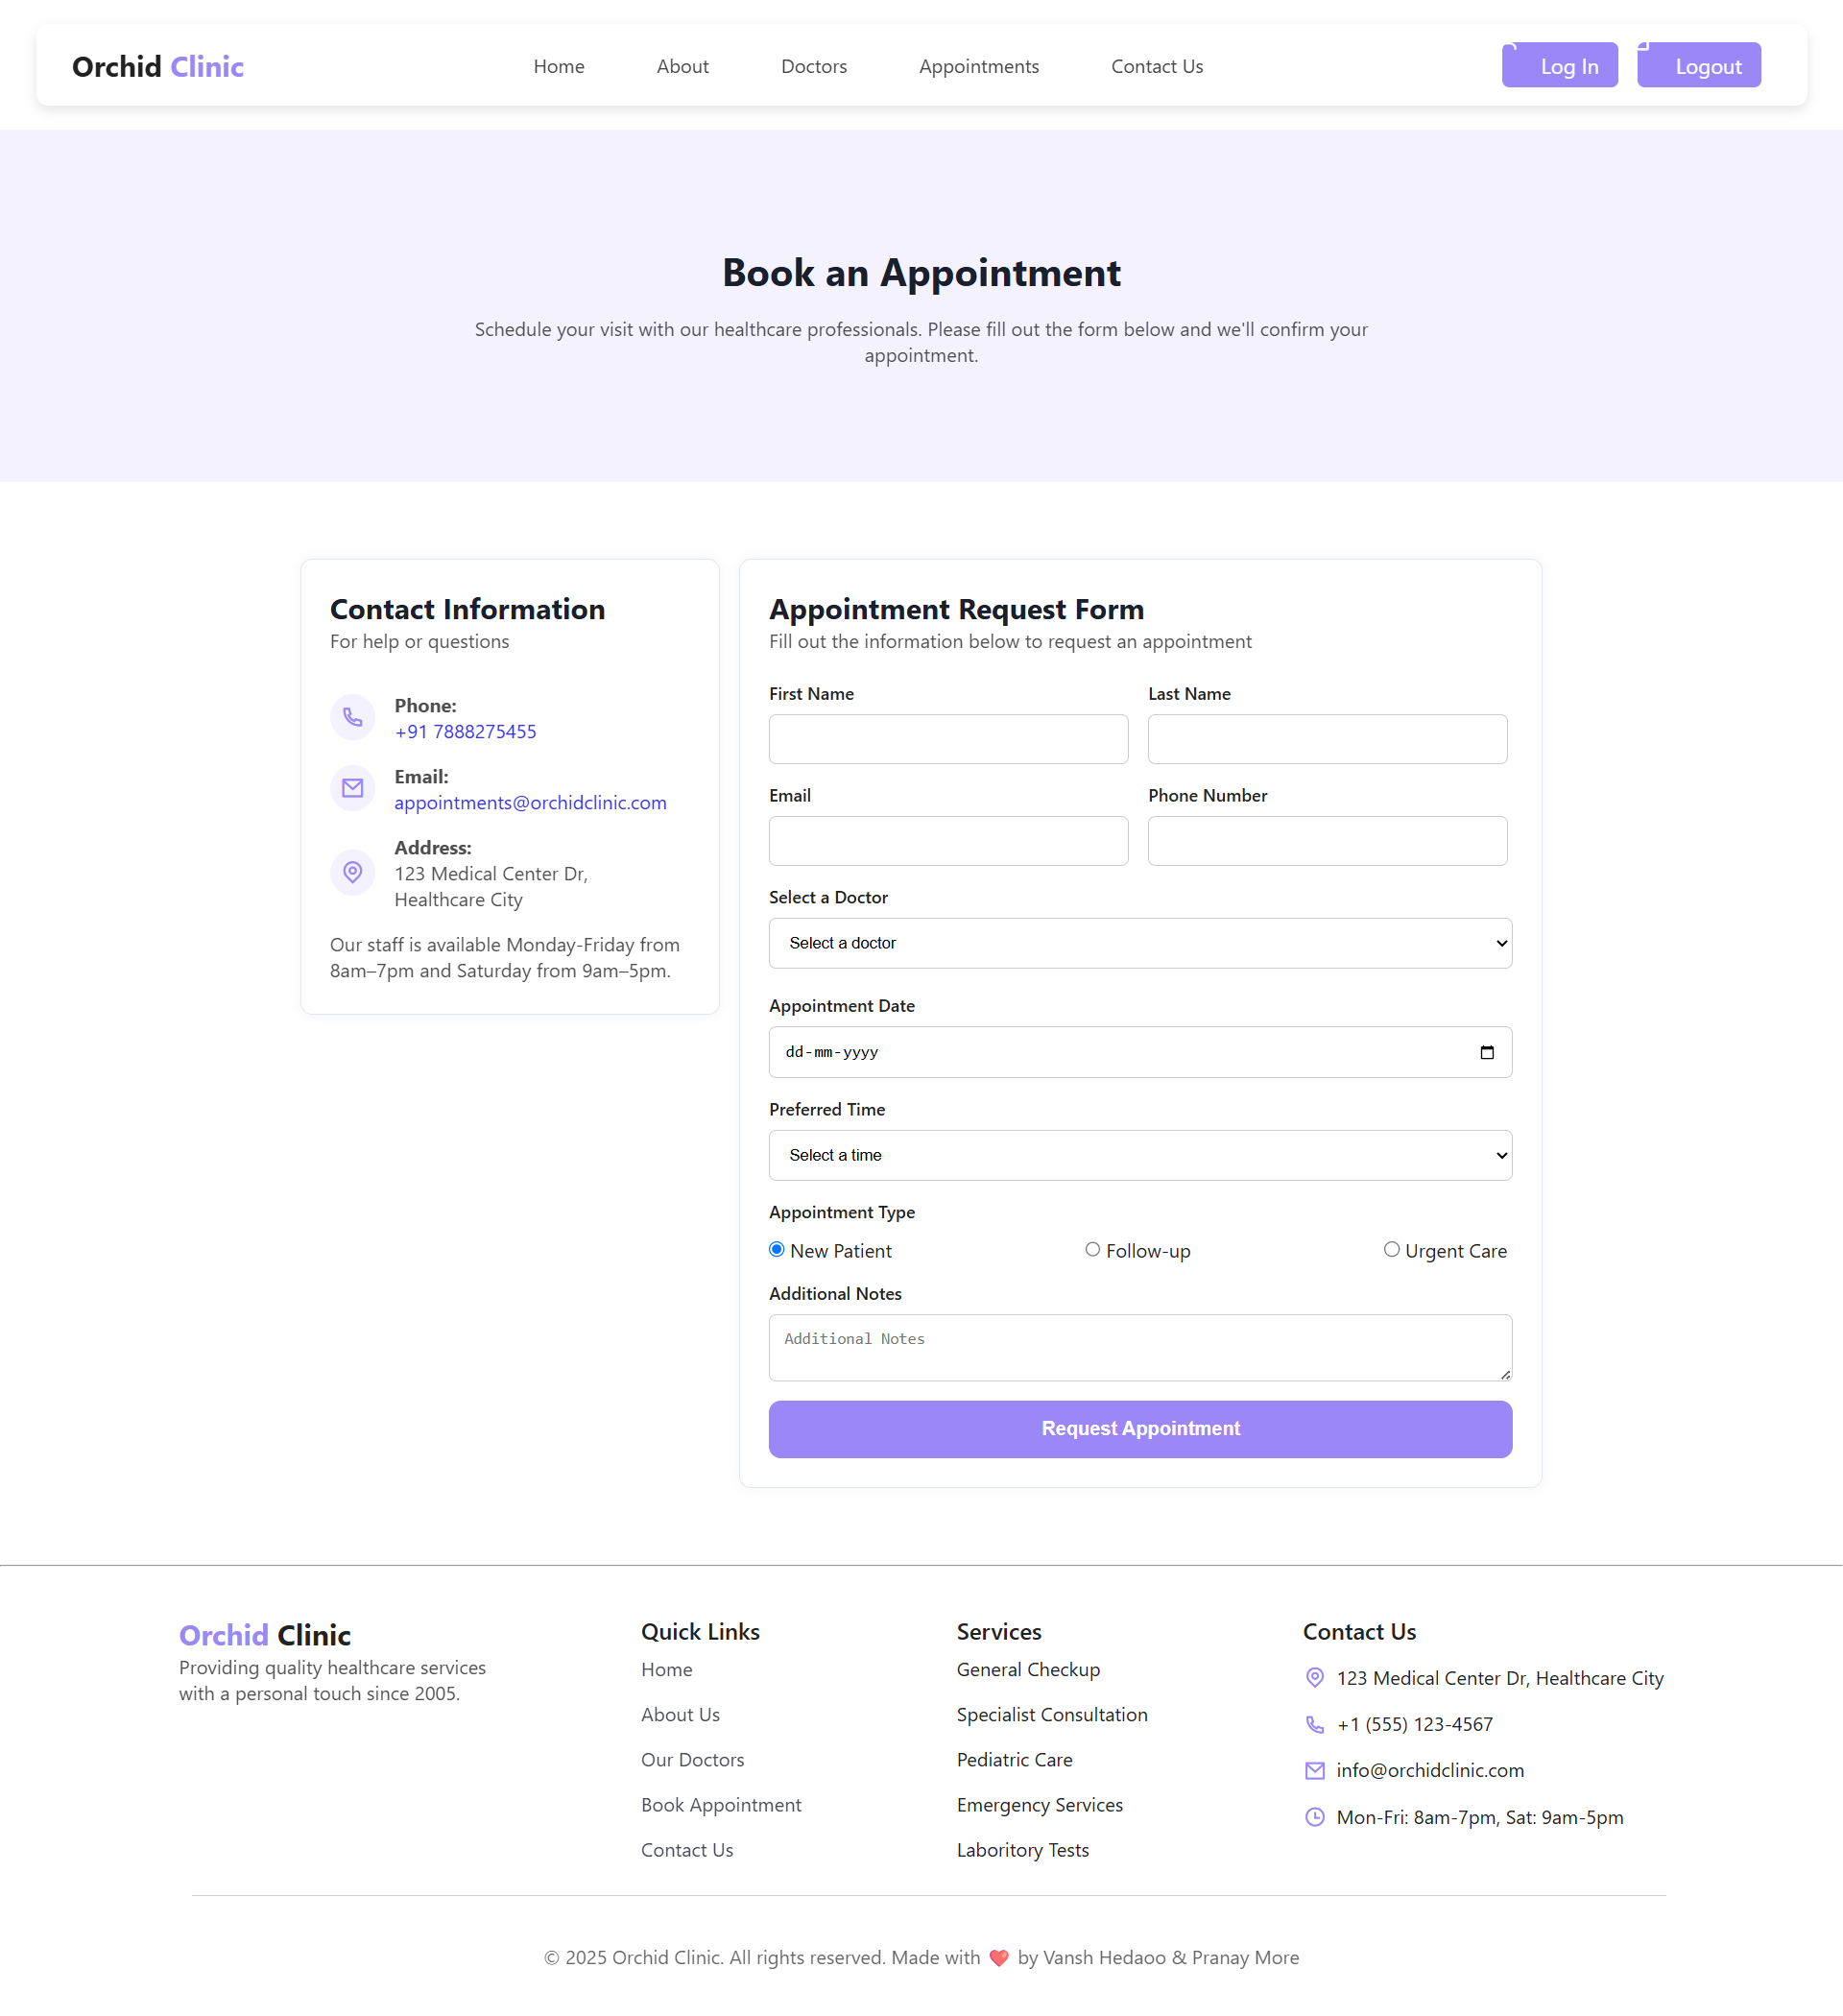 Orchid Clinic
Home
About
Doctors
Appointments
Contact Us
Log In
Logout
Book an Appointment
Schedule your visit with our healthcare professionals. Please fill out the form below and we'll confirm your
appointment.
Contact Information
For help or questions
Phone:
+91 7888275455
Email:
appointments@orchidclinic.com
Address:
123 Medical Center Dr,
Healthcare City
Our staff is available Monday-Friday from
8am–7pm and Saturday from 9am–5pm.
Appointment Request Form
Fill out the information below to request an appointment
First Name
Last Name
Email
Phone Number
Select a Doctor
Select a doctor
Appointment Date
dd-mm-yyyy
Preferred Time
Select a time
Appointment Type
New Patient
Follow-up
Urgent Care
Additional Notes
Additional Notes
Request Appointment
Orchid Clinic
Providing quality healthcare services
with a personal touch since 2005.
Quick Links
Home
About Us
Our Doctors
Book Appointment
Contact Us
Services
General Checkup
Specialist Consultation
Pediatric Care
Emergency Services
Laboritory Tests
Contact Us
123 Medical Center Dr, Healthcare City
+1 (555) 123-4567
info@orchidclinic.com
Mon-Fri: 8am-7pm, Sat: 9am-5pm
© 2025 Orchid Clinic. All rights reserved. Made with ❤️ by Vansh Hedaoo & Pranay More